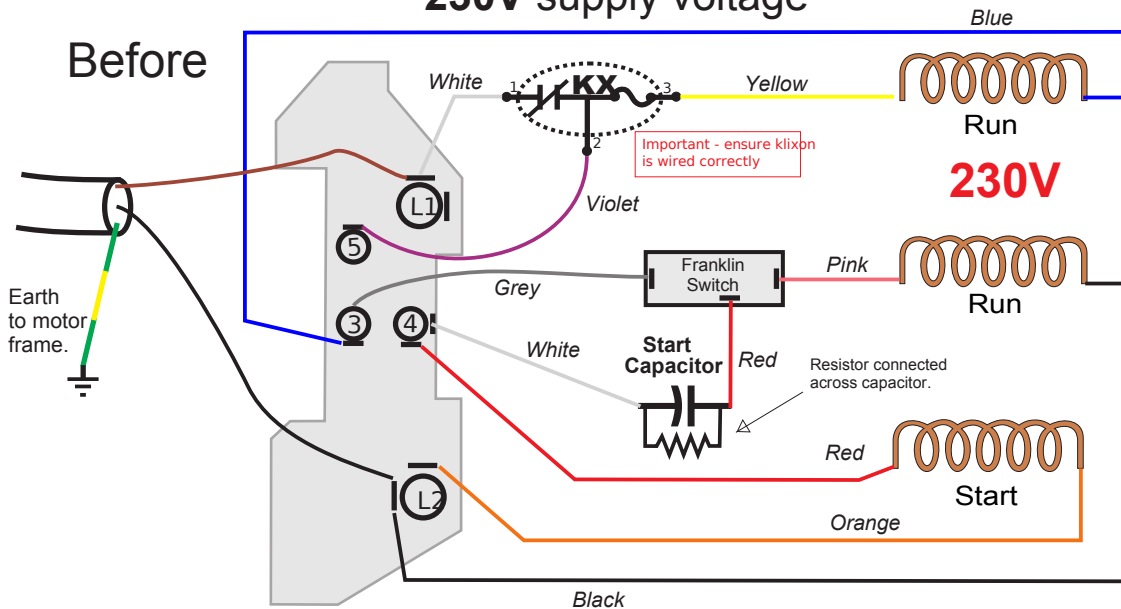 230V supply voltage
Before
Blue
White
1
KX
3
Yellow
Run
2
Important - ensure klixon
is wired correctly
230V
L1
Violet
5
Franklin
Switch
Pink
Run
Grey
Earth
to motor
frame.
3
4
White
Start
Capacitor
Red
Resistor connected
across capacitor.
Red
Start
L2
Orange
Black